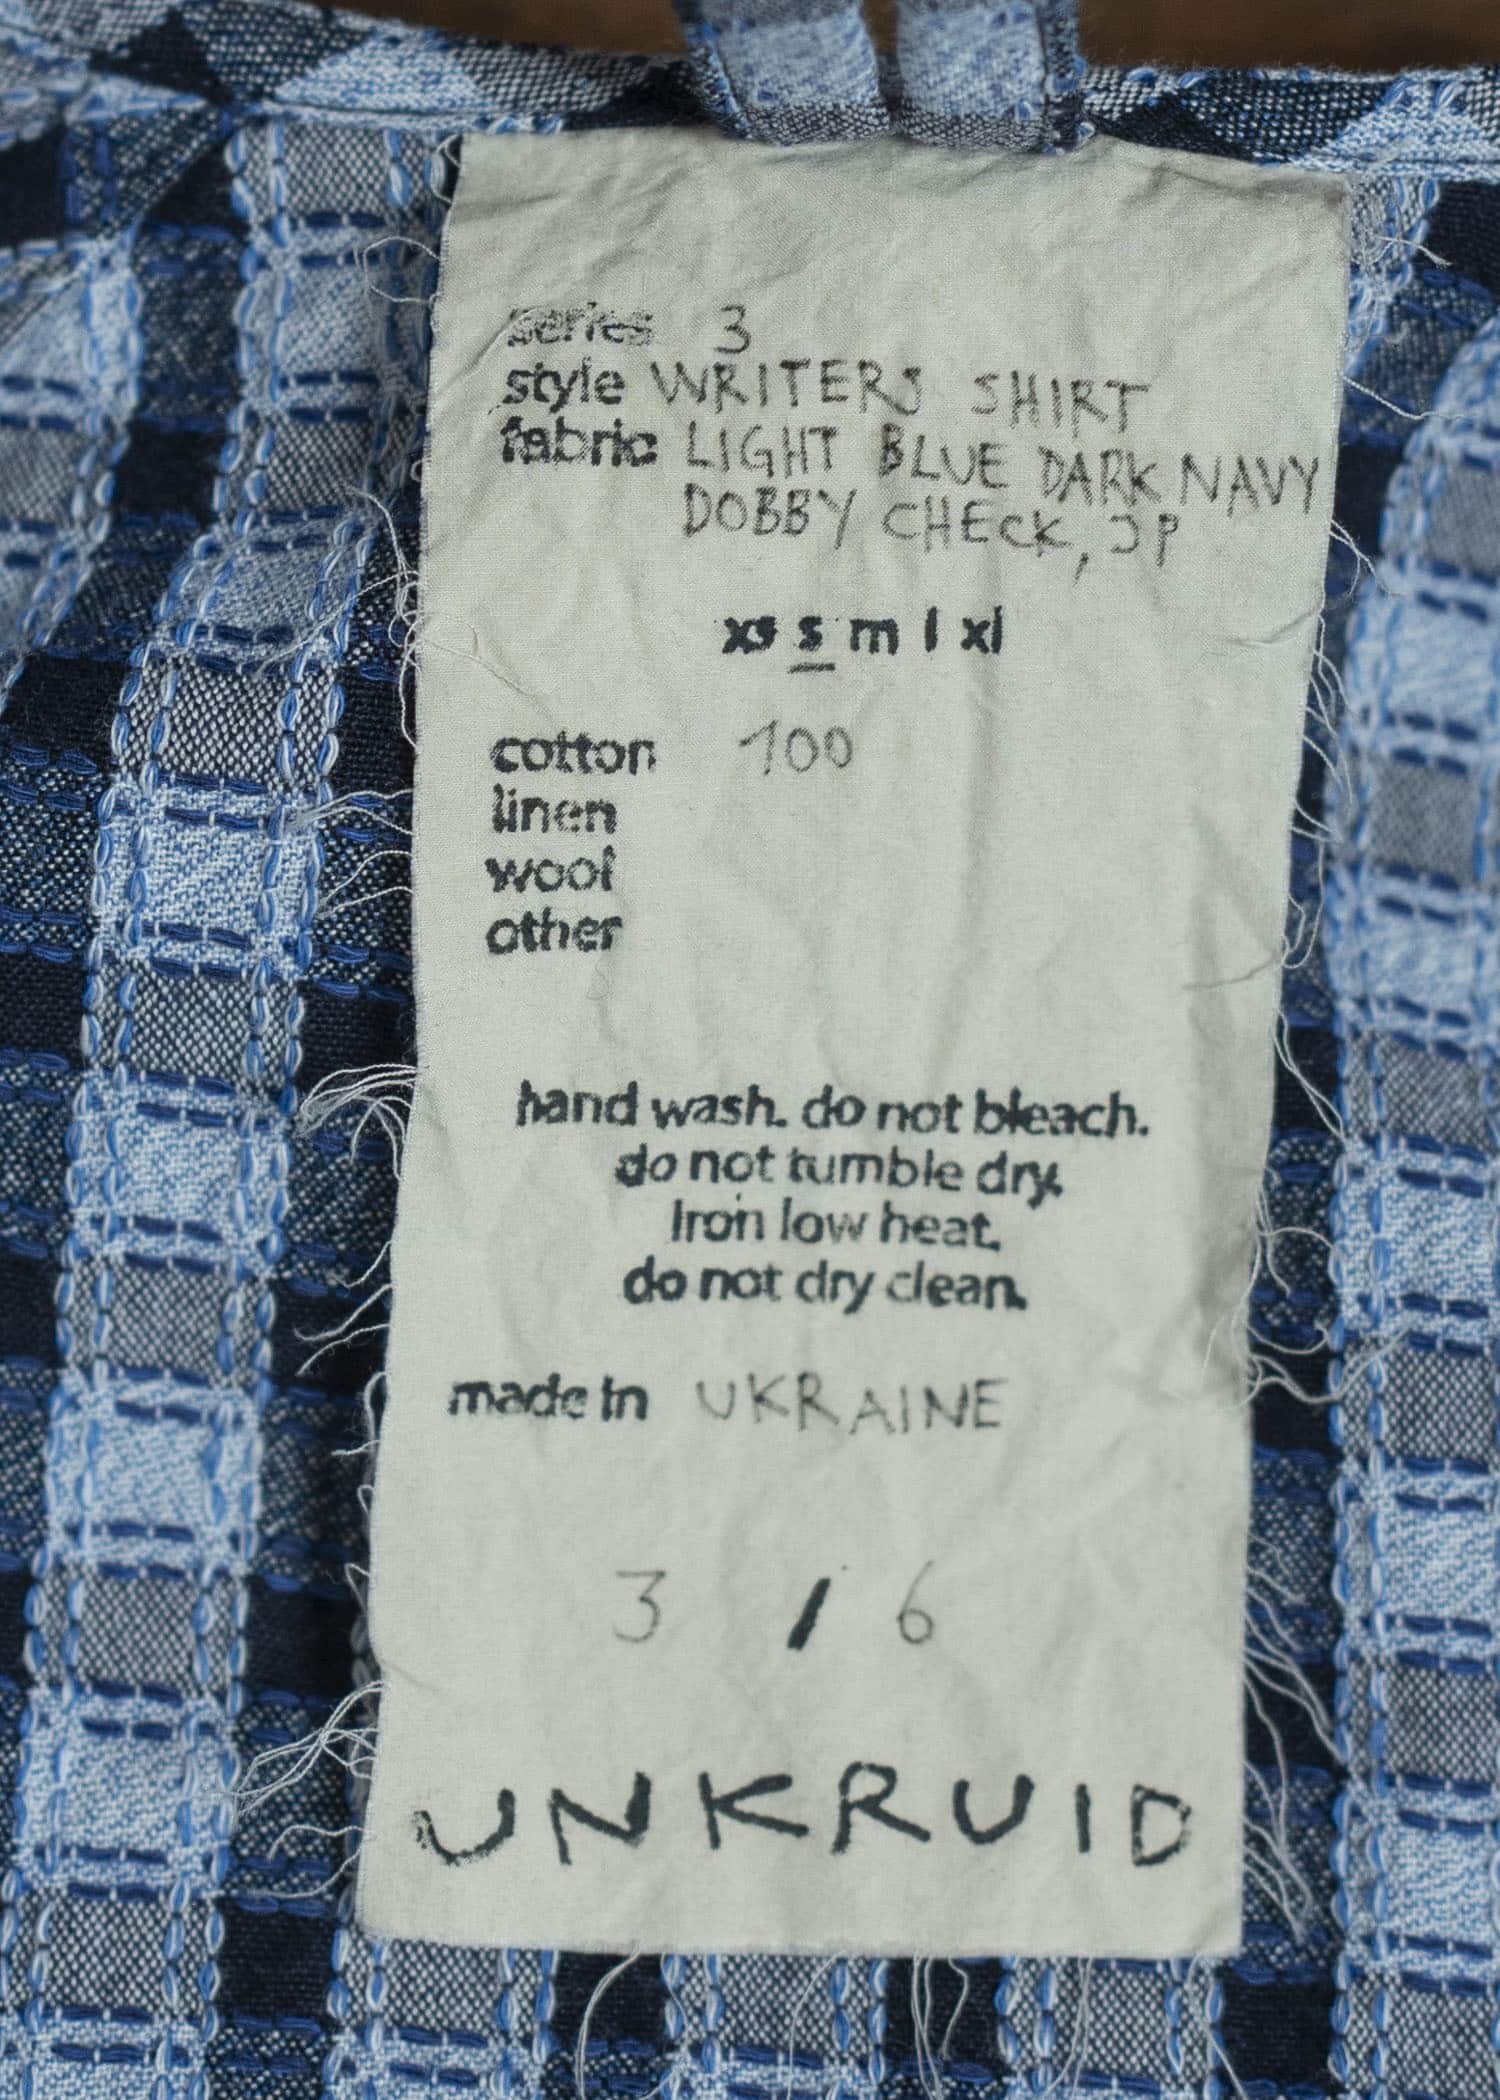 series 3
style WRITERS SHIRT
fabric LIGHT BLUE DARK NAVY
DOBBY CHECK, JP
xs s m l xl
cotton 100
linen
wool
other
hand wash. do not bleach.
do not tumble dry.
Iron low heat.
do not dry clean.
made in UKRAINE
3 / 6
UNKRUID